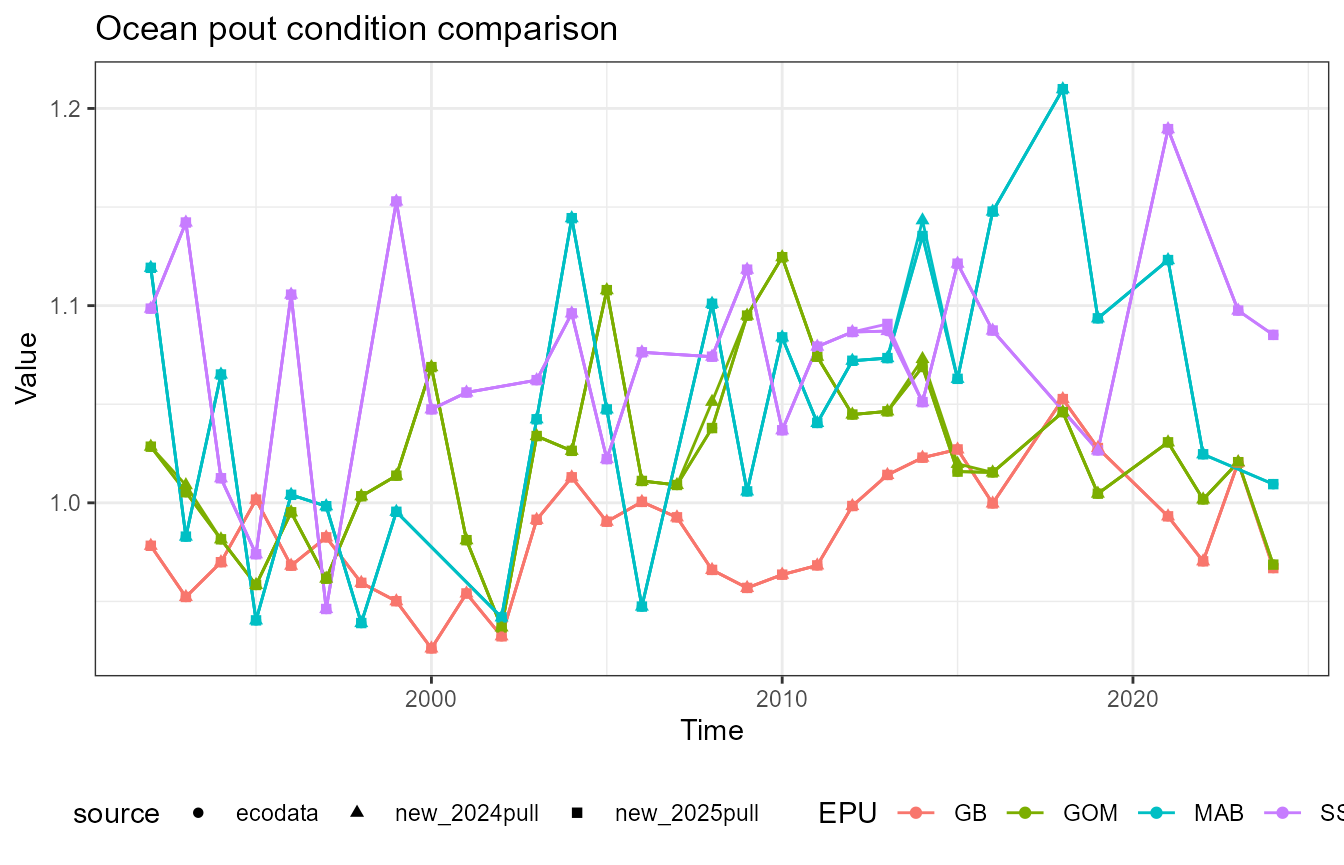 Ocean pout condition comparison
1.2
1.1
1.0
Value
2000 2010 2020
Time
source ecodata new_2024pull new_2025pull EPU GB GOM MAB SS